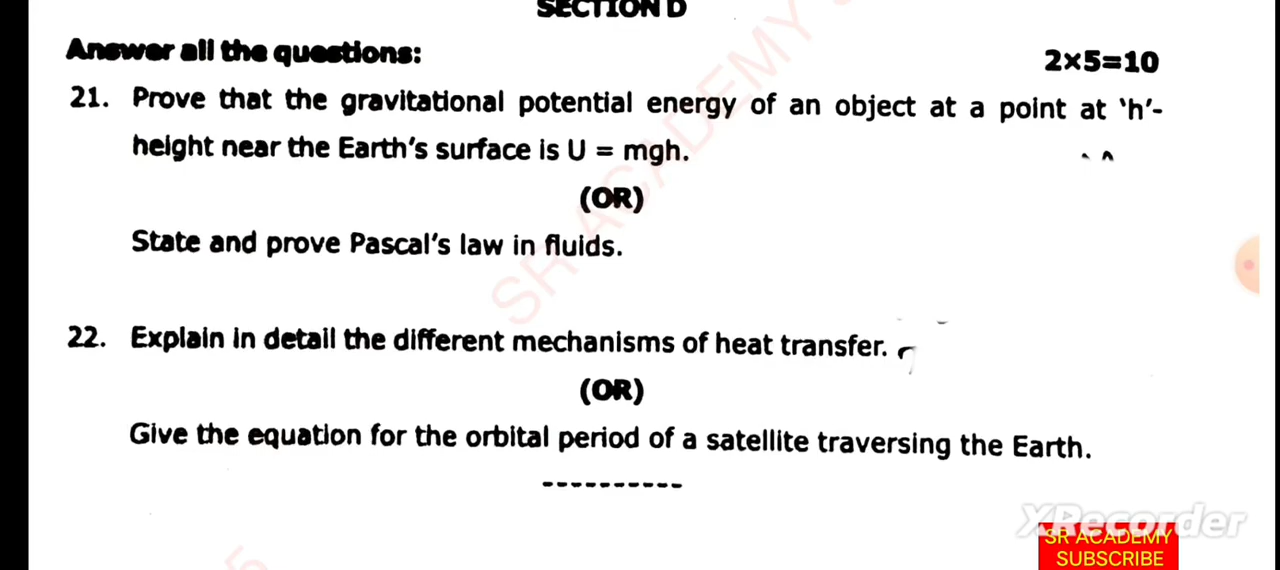 SECTION D
Answer all the questions: 2×5=10
21. Prove that the gravitational potential energy of an object at a point at ‘h’-
height near the Earth’s surface is U = mgh.
(OR)
State and prove Pascal’s law in fluids.
22. Explain in detail the different mechanisms of heat transfer.
(OR)
Give the equation for the orbital period of a satellite traversing the Earth.
----------
SR ACADEMY
5
XRecorder
SR ACADEMY
SUBSCRIBE